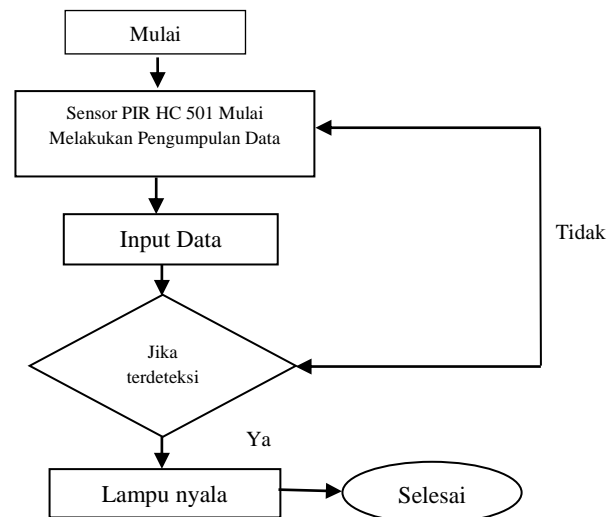 Mulai
Sensor PIR HC 501 Mulai
Melakukan Pengumpulan Data
Input Data
Tidak
Jika
terdeteksi
Ya
Lampu nyala
Selesai